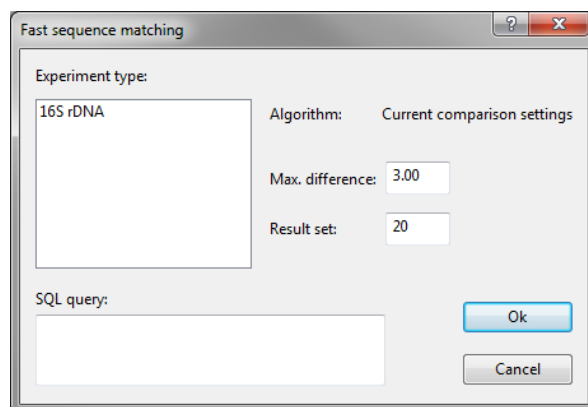 Fast sequence matching
?
Experiment type:
16S rDNA
Algorithm: Current comparison settings
Max. difference: 3.00
Result set: 20
SQL query:
Ok
Cancel